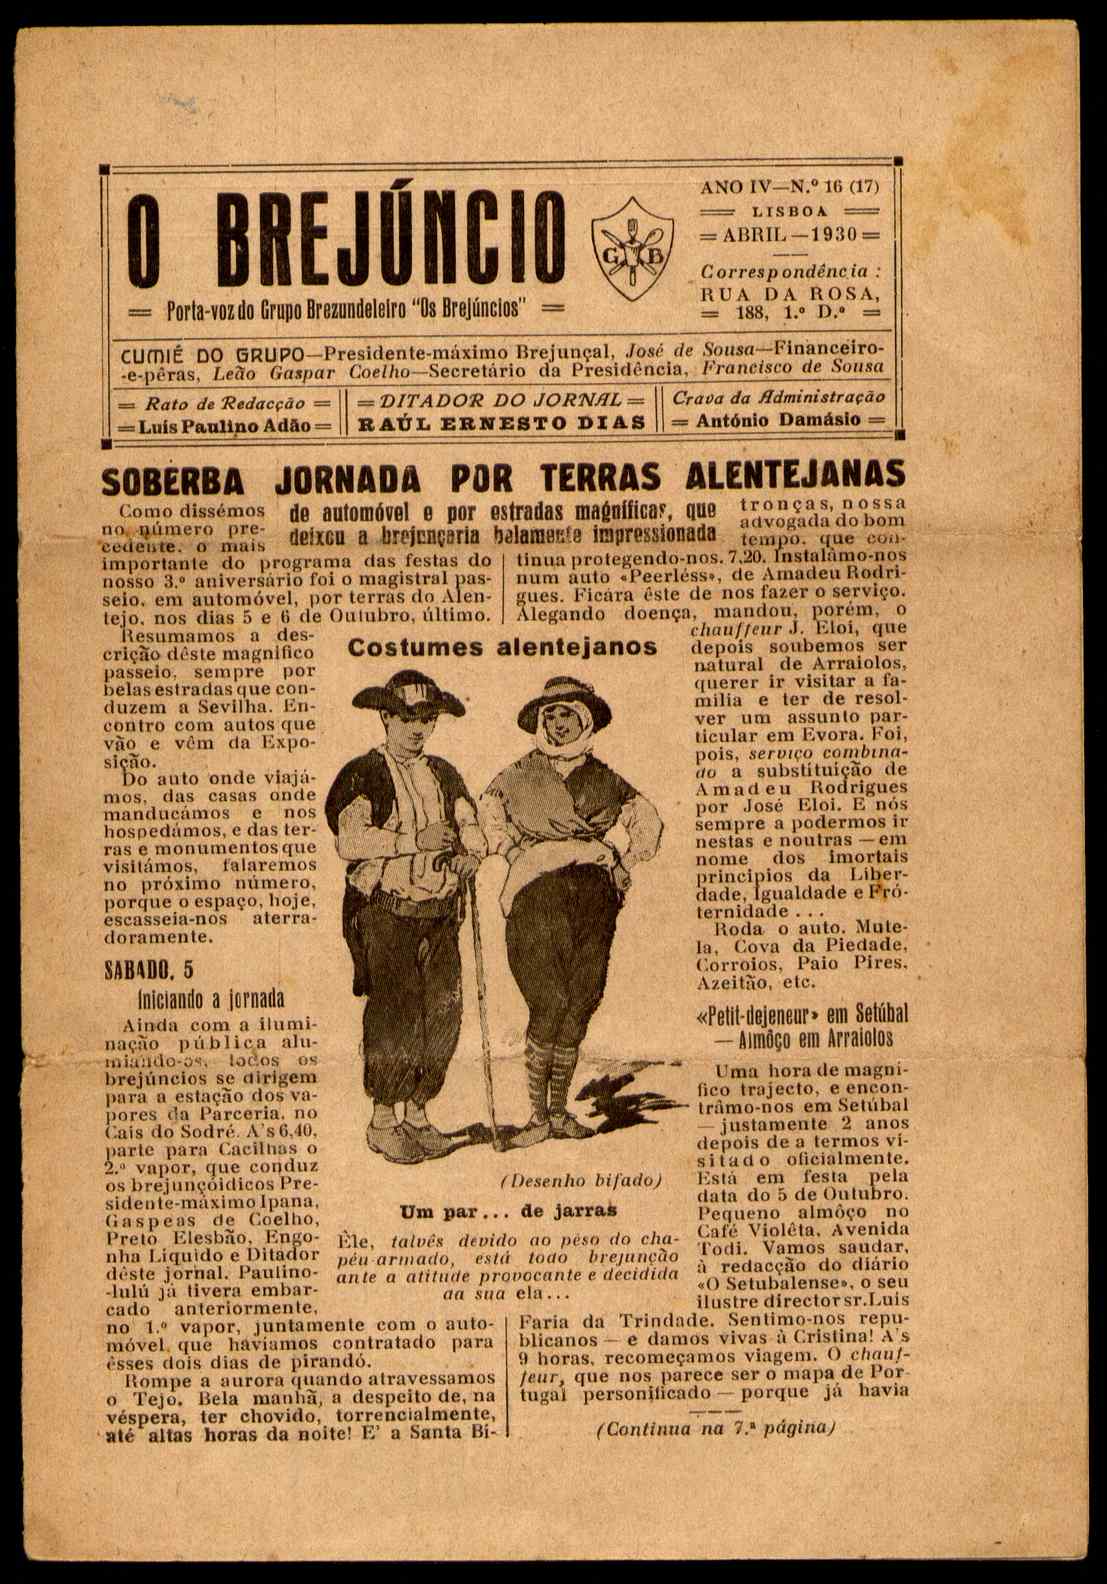 O BREJÚNCIO
= Porta-voz do Grupo Brezundeleiro "Os Brejúncios" =
G B
ANO IV—N.º 16 (17)
= LISBOA =
= ABRIL—1930 =
Correspondência:
RUA DA ROSA,
= 188, 1.º D.º =
CUMIÉ DO GRUPO—Presidente-máximo Brejunçal, José de Sousa—Financeiro-
-e-pêras, Leão Gaspar Coelho—Secretário da Presidência, Francisco de Sousa
= Rato de Redacção =
= Luís Paulino Adão =
= DITADOR DO JORNAL =
RAÚL ERNESTO DIAS
Crava da Administração
= António Damásio =
SOBERBA JORNADA POR TERRAS ALENTEJANAS
de automóvel e por estradas magníficas, que
deixou a brejunçaria belamente impressionada
Como dissémos
no número pre-
cedente, o mais
importante do programa das festas do
nosso 3.º aniversário foi o magistral pas-
seio, em automóvel, por terras do Alen-
tejo, nos dias 5 e 6 de Outubro, último.
Resumamos a des-
crição dêste magnífico
passeio, sempre por
belas estradas que con-
duzem a Sevilha. En-
contro com autos que
vão e vêm da Expo-
sição.
Do auto onde viajá-
mos, das casas onde
manducámos e nos
hospedámos, e das ter-
ras e monumentos que
visitámos, falaremos
no próximo número,
porque o espaço, hoje,
escasseia-nos aterra-
doramente.
SABADO, 5
Iniciando a jornada
Ainda com a ilumi-
nação pública alu-
miando-os, todos os
brejúncios se dirigem
para a estação dos va-
pores da Parceria, no
Cais do Sodré. A's 6,40,
parte para Cacilhas o
2.º vapor, que conduz
os brejunçóidicos Pre-
sidente-máximo Ipana,
Gaspeas de Coelho,
Preto Elesbão, Engo-
nha Líquido e Ditador
dêste jornal. Paulino-
-lulú já tivera embar-
cado anteriormente,
no 1.º vapor, juntamente com o auto-
móvel que haviamos contratado para
êsses dois dias de pirandó.
Rompe a aurora quando atravessamos
o Tejo. Bela manhã, a despeito de, na
véspera, ter chovido, torrencialmente,
até altas horas da noite! E' a Santa Bí-
Costumes alentejanos
(Desenho bifado)
Um par... de jarras
Êle, talvês devido ao pêso do cha-
péu-armado, está todo brejunção
ante a atitude provocante e decidida
da sua ela...
tronças, nossa
advogada do bom
tempo, que con-
tinua protegendo-nos. 7,20. Instalâmo-nos
num auto «Peerléss», de Amadeu Rodri-
gues. Ficára êste de nos fazer o serviço.
Alegando doença, mandou, porém, o
chauffeur J. Eloi, que
depois soubemos ser
natural de Arraiolos,
querer ir visitar a fa-
mília e ter de resol-
ver um assunto par-
ticular em Evora. Foi,
pois, serviço combina-
do a substituição de
Amadeu Rodrigues
por José Eloi. E nós
sempre a podermos ir
nestas e noutras — em
nome dos imortais
princípios da Liber-
dade, Igualdade e Fró-
ternidade...
Roda o auto. Mute-
la, Cova da Piedade,
Corroios, Paio Pires,
Azeitão, etc.
«Petit-dejeneur» em Setúbal
— Almôço em Arraiolos
Uma hora de magní-
fico trajecto, e encon-
trâmo-nos em Setúbal
— justamente 2 anos
depois de a termos vi-
sitado oficialmente.
Está em festa pela
data do 5 de Outubro.
Pequeno almôço no
Café Violêta, Avenida
Todi. Vamos saudar,
à redacção do diário
«O Setubalense», o seu
ilustre director sr. Luis
Faria da Trindade. Sentimo-nos repu-
blicanos — e damos vivas à Cristina! A's
9 horas, recomeçamos viagem. O chauf-
feur, que nos parece ser o mapa de Por-
tugal personificado — porque já havia
(Continua na 7.ª página)